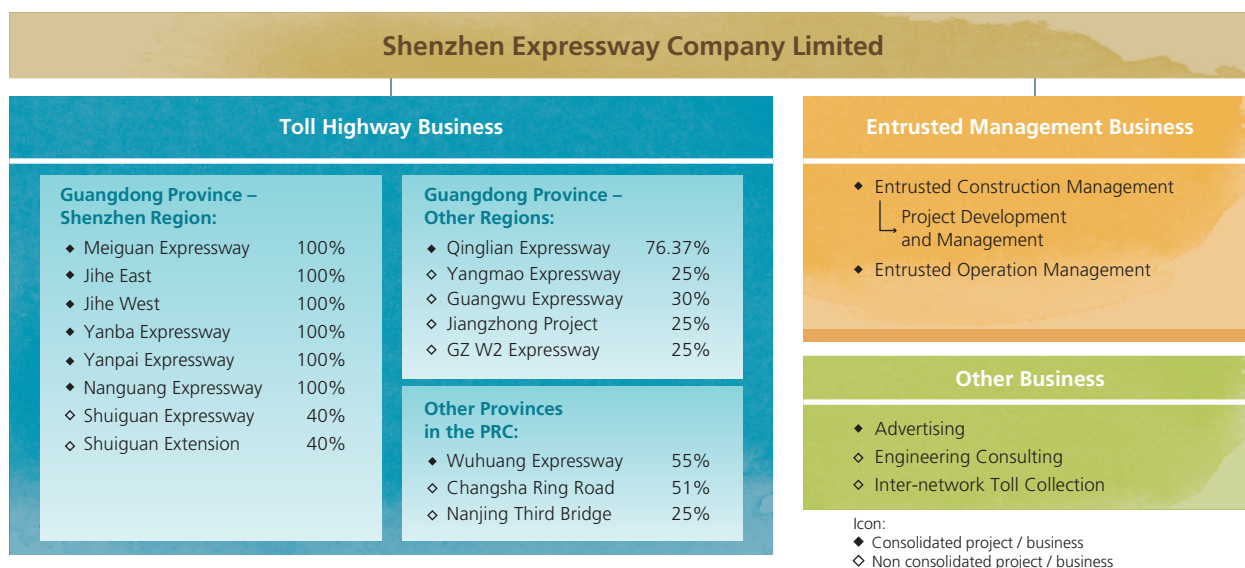 Shenzhen Expressway Company Limited
Toll Highway Business
Guangdong Province –
Shenzhen Region:
◆ Meiguan Expressway 100%
◆ Jihe East 100%
◆ Jihe West 100%
◆ Yanba Expressway 100%
◆ Yanpai Expressway 100%
◆ Nanguang Expressway 100%
◇ Shuiguan Expressway 40%
◇ Shuiguan Extension 40%
Guangdong Province –
Other Regions:
◆ Qinglian Expressway 76.37%
◇ Yangmao Expressway 25%
◇ Guangwu Expressway 30%
◇ Jiangzhong Project 25%
◇ GZ W2 Expressway 25%
Other Provinces
in the PRC:
◆ Wuhuang Expressway 55%
◇ Changsha Ring Road 51%
◇ Nanjing Third Bridge 25%
Entrusted Management Business
◆ Entrusted Construction Management
Project Development
and Management
◆ Entrusted Operation Management
Other Business
◆ Advertising
◇ Engineering Consulting
◇ Inter-network Toll Collection
Icon:
◆ Consolidated project / business
◇ Non consolidated project / business